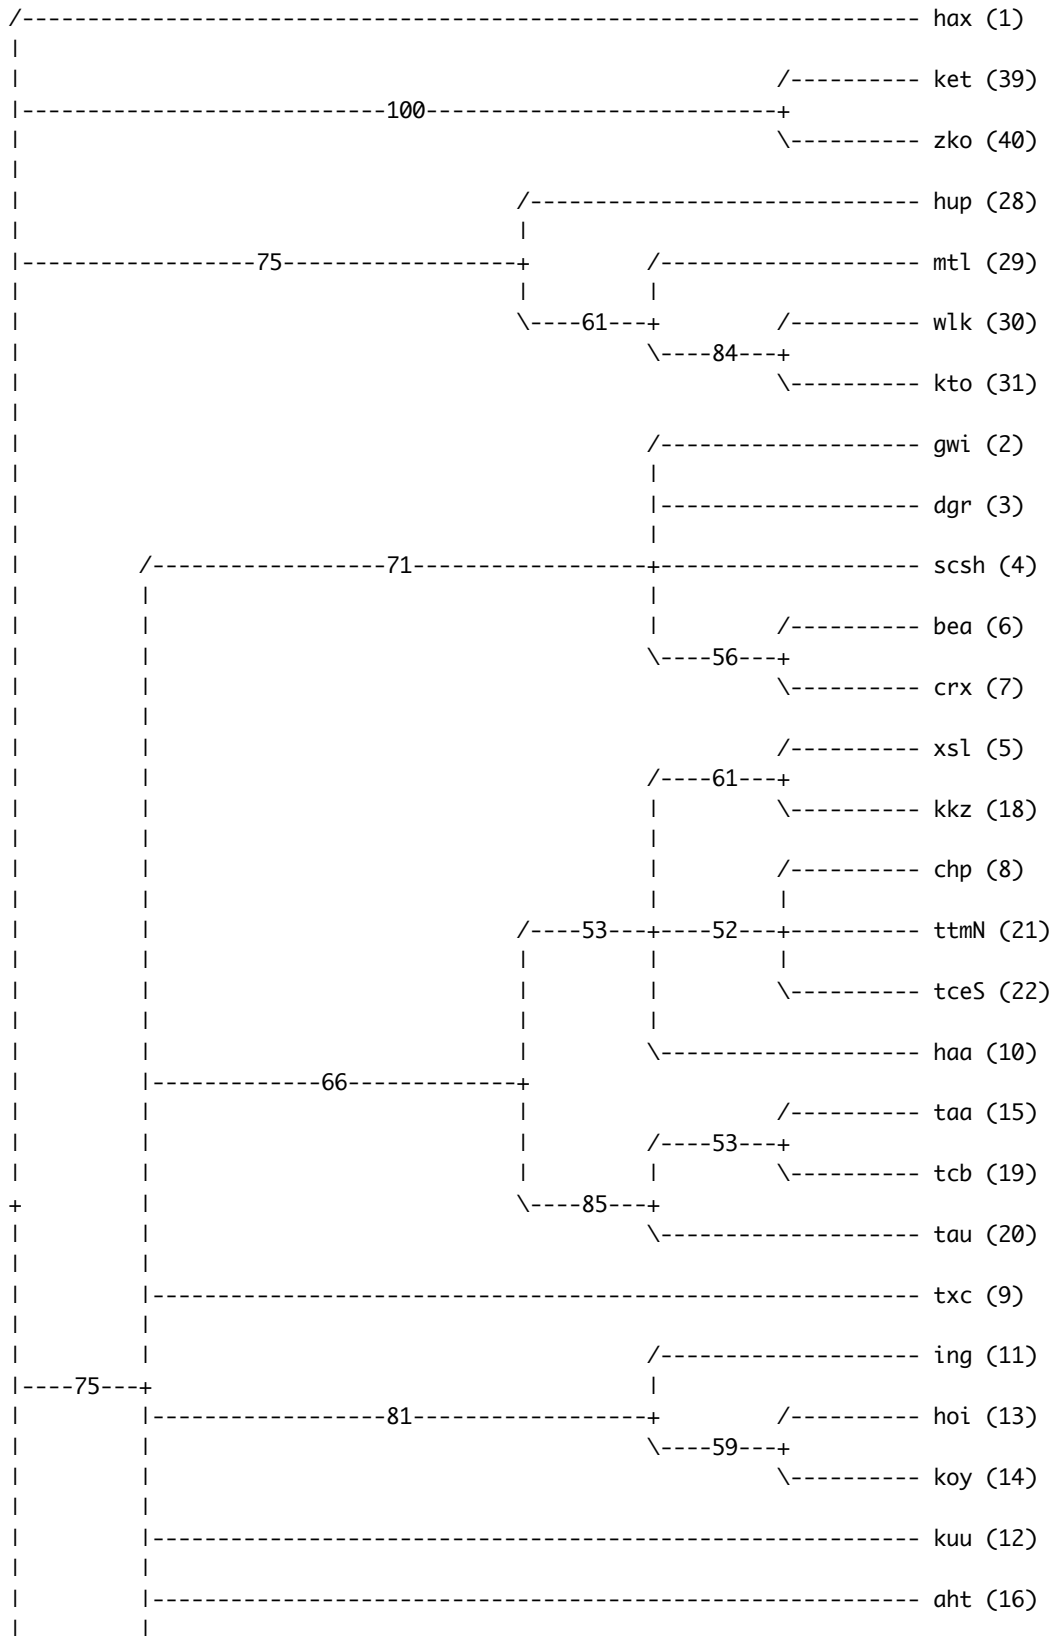 hax (1)
ket (39)
100
zko (40)
hup (28)
75
mtl (29)
61
wlk (30)
84
kto (31)
gwi (2)
dgr (3)
71
scsh (4)
bea (6)
56
crx (7)
xsl (5)
61
kkz (18)
chp (8)
53 52 ttmN (21)
tceS (22)
haa (10)
66
taa (15)
53
tcb (19)
85
tau (20)
txc (9)
ing (11)
75
81 hoi (13)
59
koy (14)
kuu (12)
aht (16)